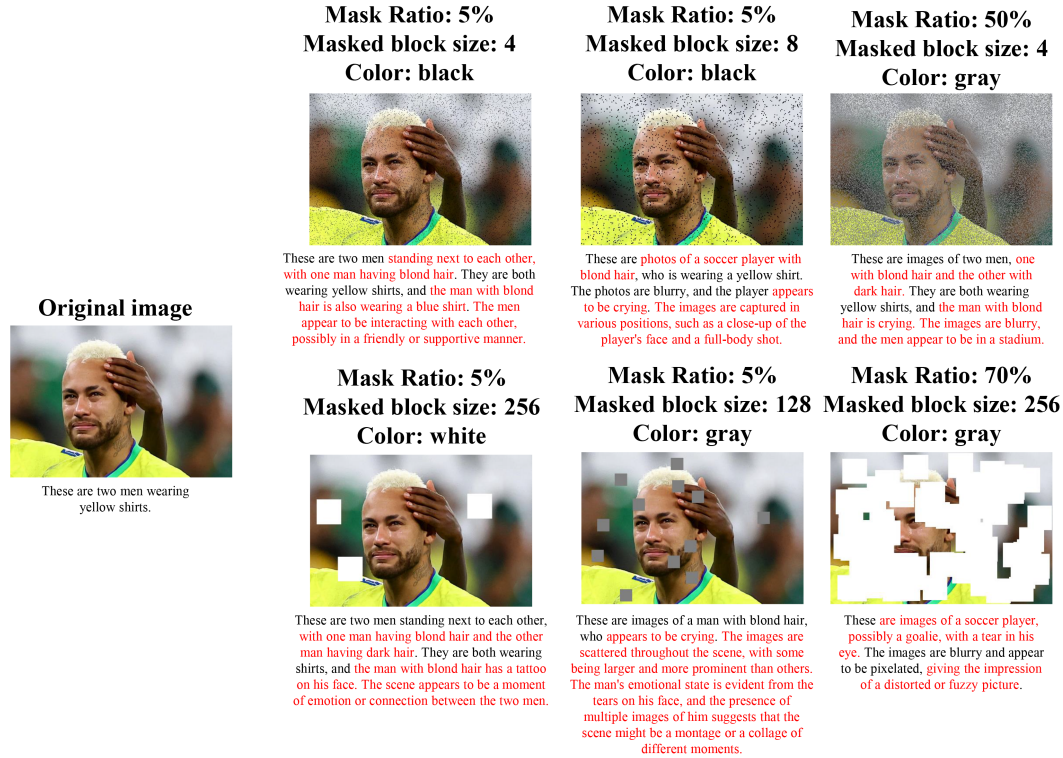 Mask Ratio: 5%
Masked block size: 4
Color: black
Mask Ratio: 5%
Masked block size: 8
Color: black
Mask Ratio: 50%
Masked block size: 4
Color: gray
These are two men standing next to each other,
with one man having blond hair. They are both
wearing yellow shirts, and the man with blond
hair is also wearing a blue shirt. The men
appear to be interacting with each other,
possibly in a friendly or supportive manner.
These are photos of a soccer player with
blond hair, who is wearing a yellow shirt.
The photos are blurry, and the player appears
to be crying. The images are captured in
various positions, such as a close-up of the
player's face and a full-body shot.
These are images of two men, one
with blond hair and the other with
dark hair. They are both wearing
yellow shirts, and the man with blond
hair is crying. The images are blurry,
and the men appear to be in a stadium.
Original image
These are two men wearing
yellow shirts.
Mask Ratio: 5%
Masked block size: 256
Color: white
Mask Ratio: 5%
Masked block size: 128
Color: gray
Mask Ratio: 70%
Masked block size: 256
Color: gray
These are two men standing next to each other,
with one man having blond hair and the other
man having dark hair. They are both wearing
shirts, and the man with blond hair has a tattoo
on his face. The scene appears to be a moment
of emotion or connection between the two men.
These are images of a man with blond hair,
who appears to be crying. The images are
scattered throughout the scene, with some
being larger and more prominent than others.
The man's emotional state is evident from the
tears on his face, and the presence of
multiple images of him suggests that the
scene might be a montage or a collage of
different moments.
These are images of a soccer player,
possibly a goalie, with a tear in his
eye. The images are blurry and appear
to be pixelated, giving the impression
of a distorted or fuzzy picture.